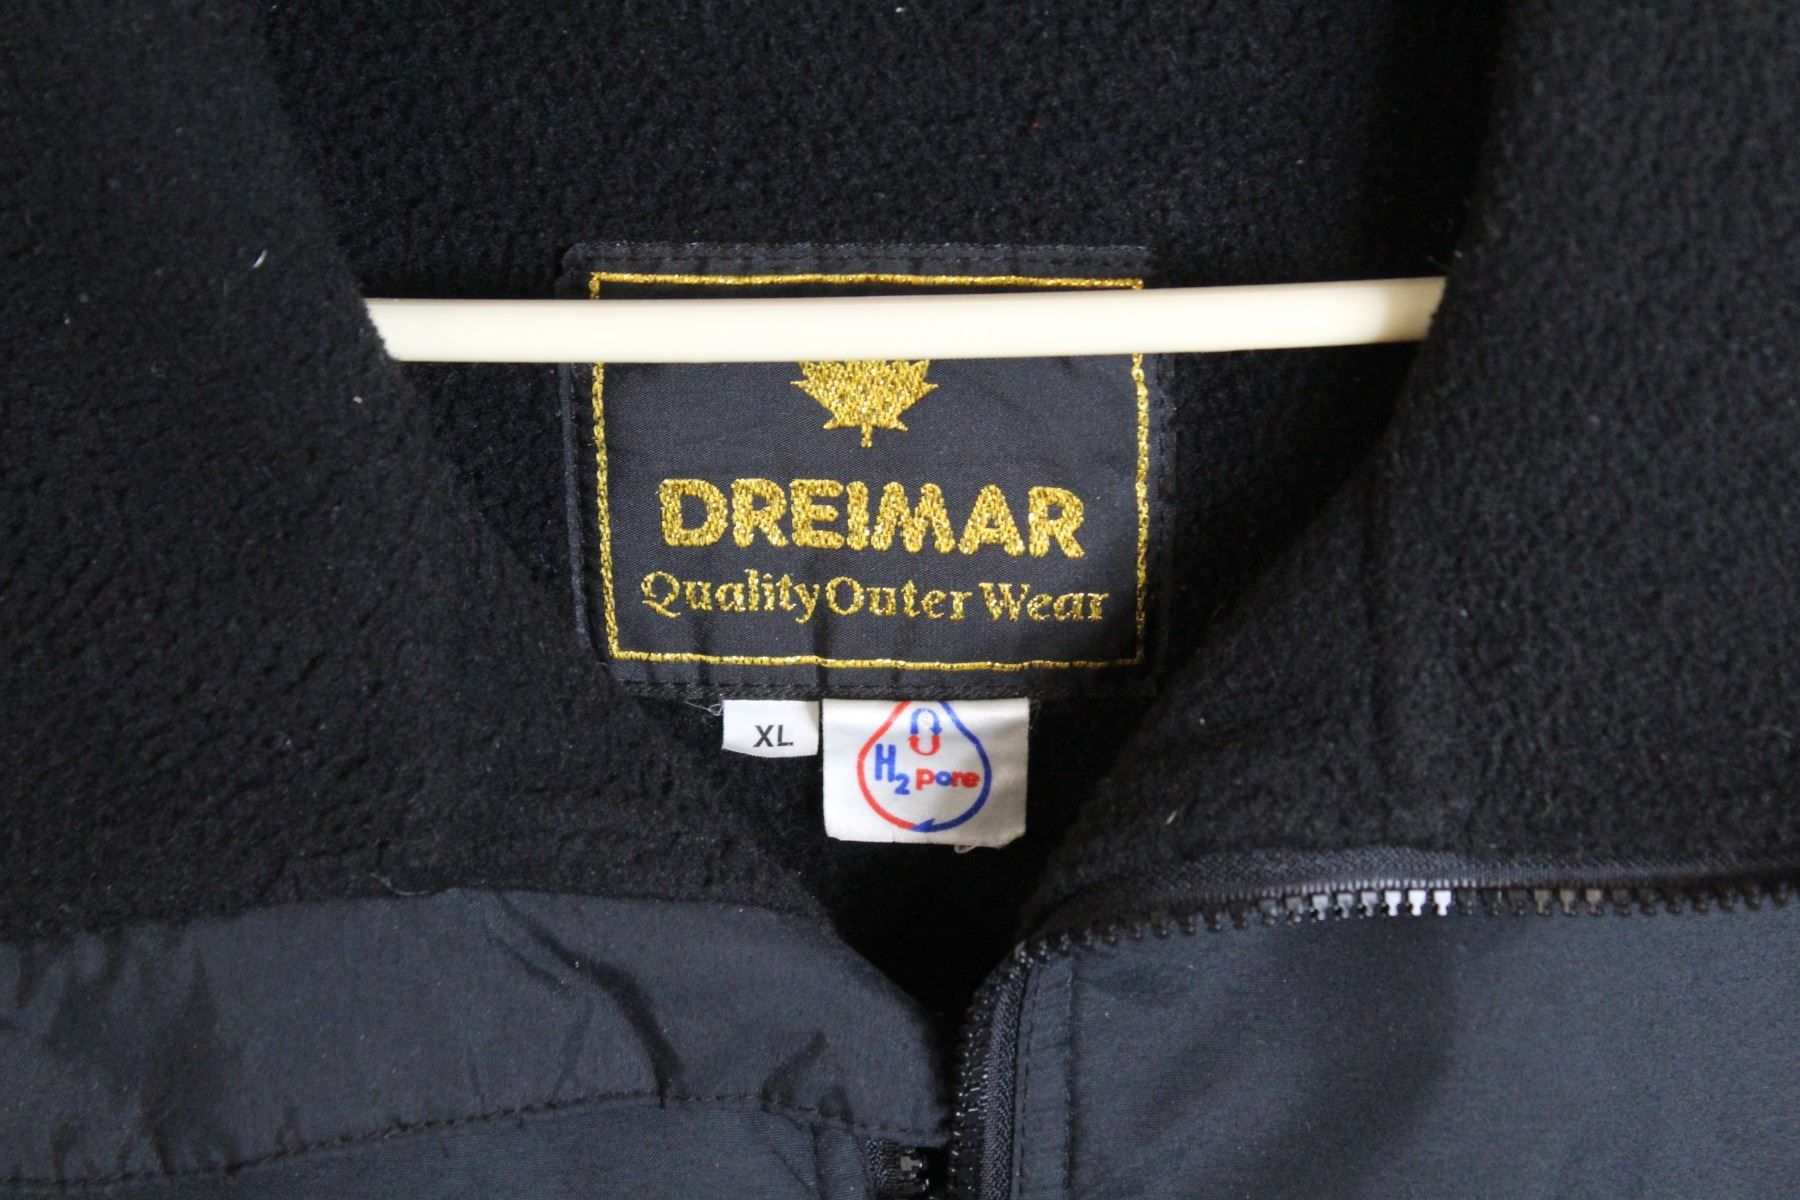 DREIMAR
Quality Outer Wear
XL
H2 pore